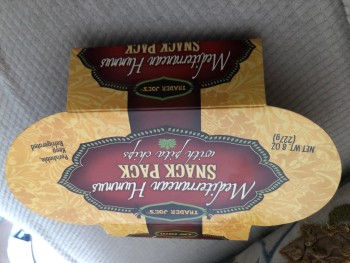 TRADER JOE'S
Mediterranean Hummus
SNACK PACK
with pita chips
NET WT. 8 OZ
(227g)
Perishable
Keep
Refrigerated
TRADER JOE'S
Mediterranean Hummus
SNACK PACK